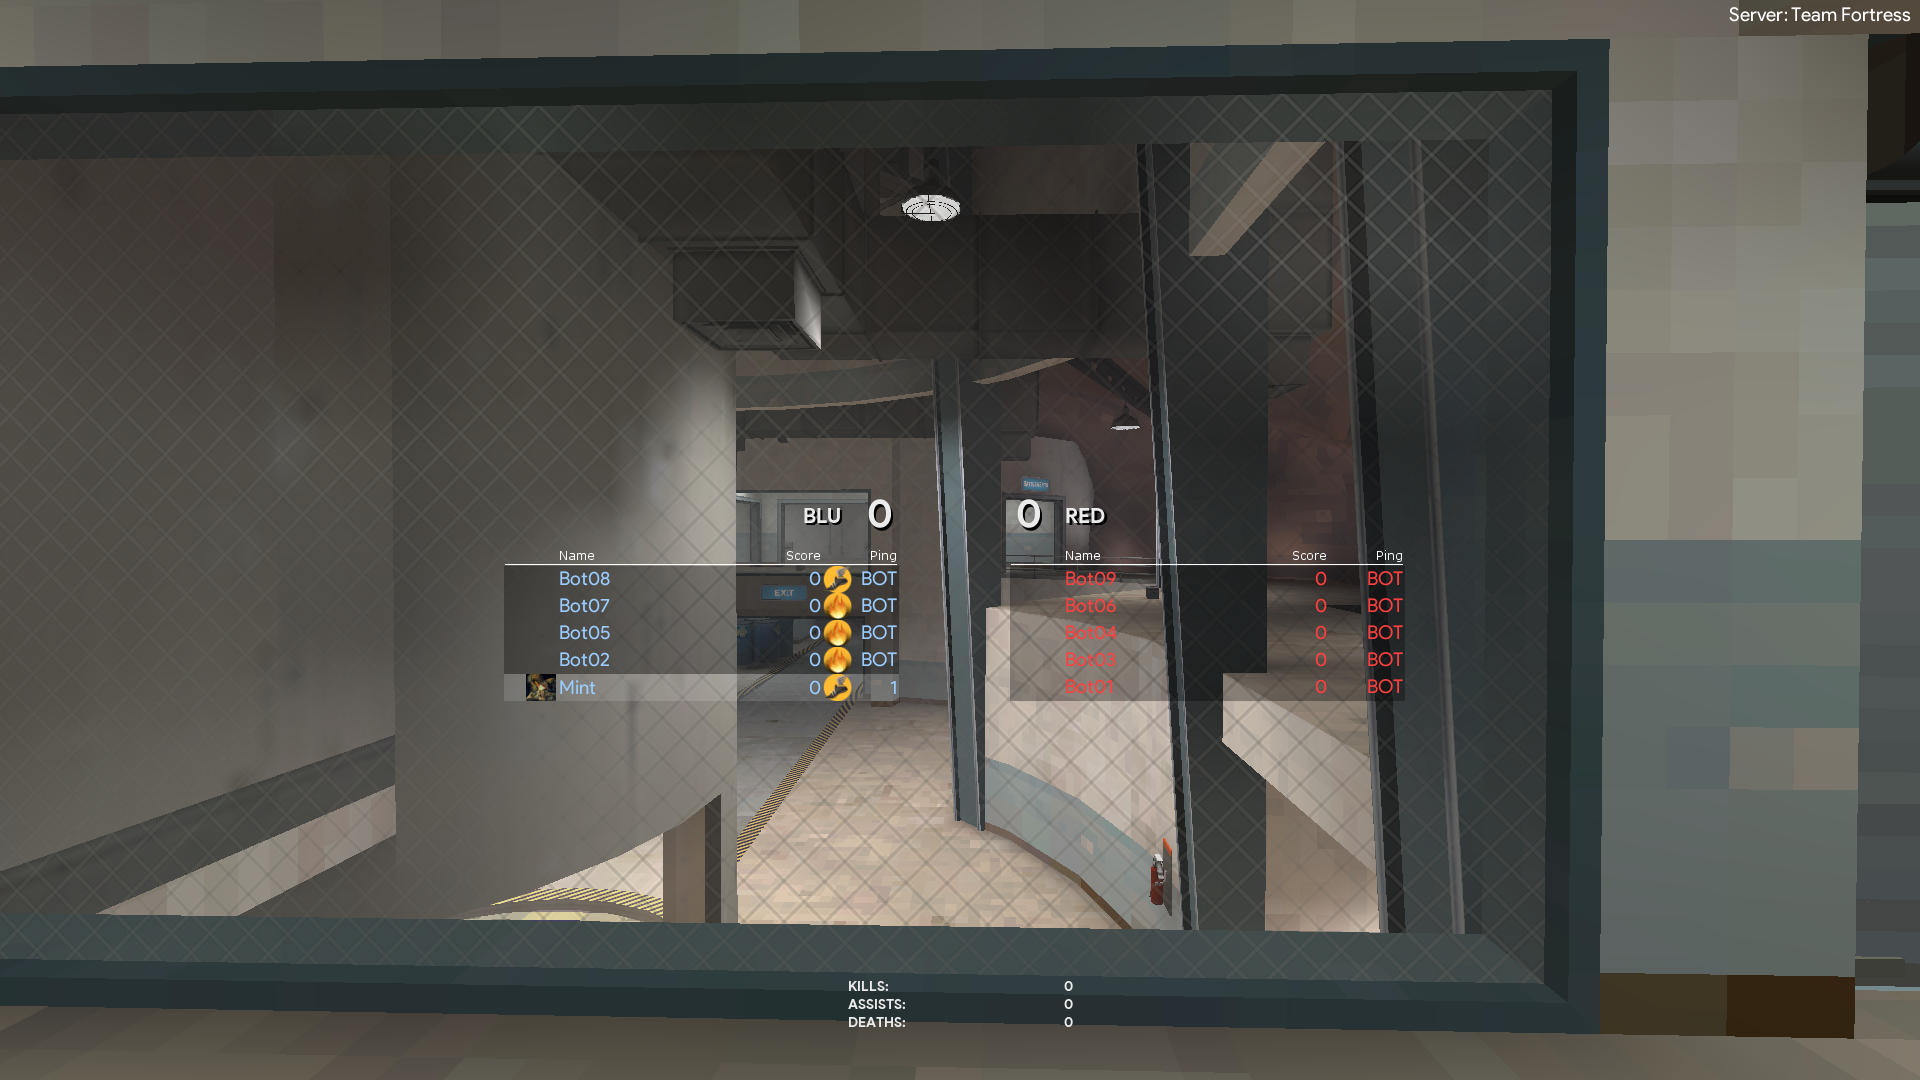 Server: Team Fortress
BLU 0
0 RED
Name Score Ping
Bot08 0 BOT
Bot07 0 BOT
Bot05 0 BOT
Bot02 0 BOT
Mint 0 1
Name Score Ping
Bot09 0 BOT
Bot06 0 BOT
Bot04 0 BOT
Bot03 0 BOT
Bot01 0 BOT
EXIT
KILLS: 0
ASSISTS: 0
DEATHS: 0